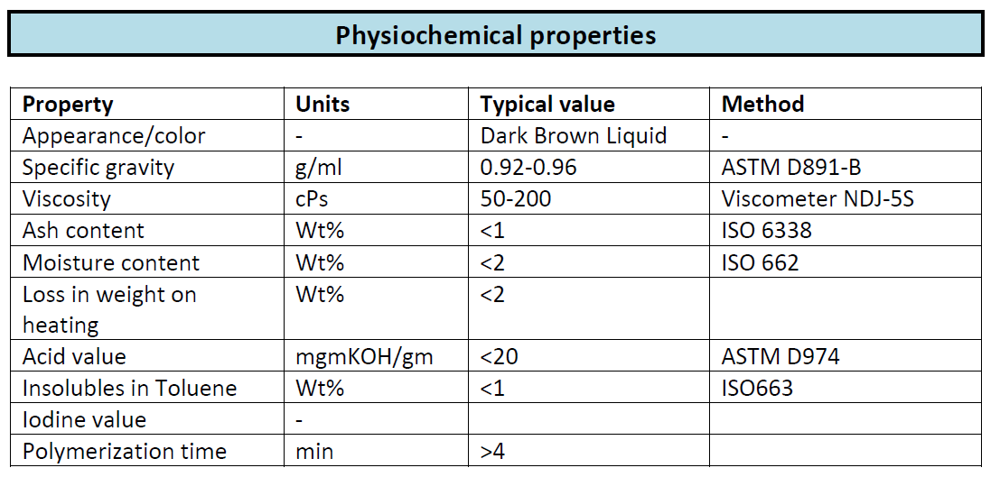 Physiochemical properties
Property Units Typical value Method
Appearance/color - Dark Brown Liquid -
Specific gravity g/ml 0.92-0.96 ASTM D891-B
Viscosity cPs 50-200 Viscometer NDJ-5S
Ash content Wt% <1 ISO 6338
Moisture content Wt% <2 ISO 662
Loss in weight on Wt% <2
heating
Acid value mgmKOH/gm <20 ASTM D974
Insolubles in Toluene Wt% <1 ISO663
Iodine value -
Polymerization time min >4